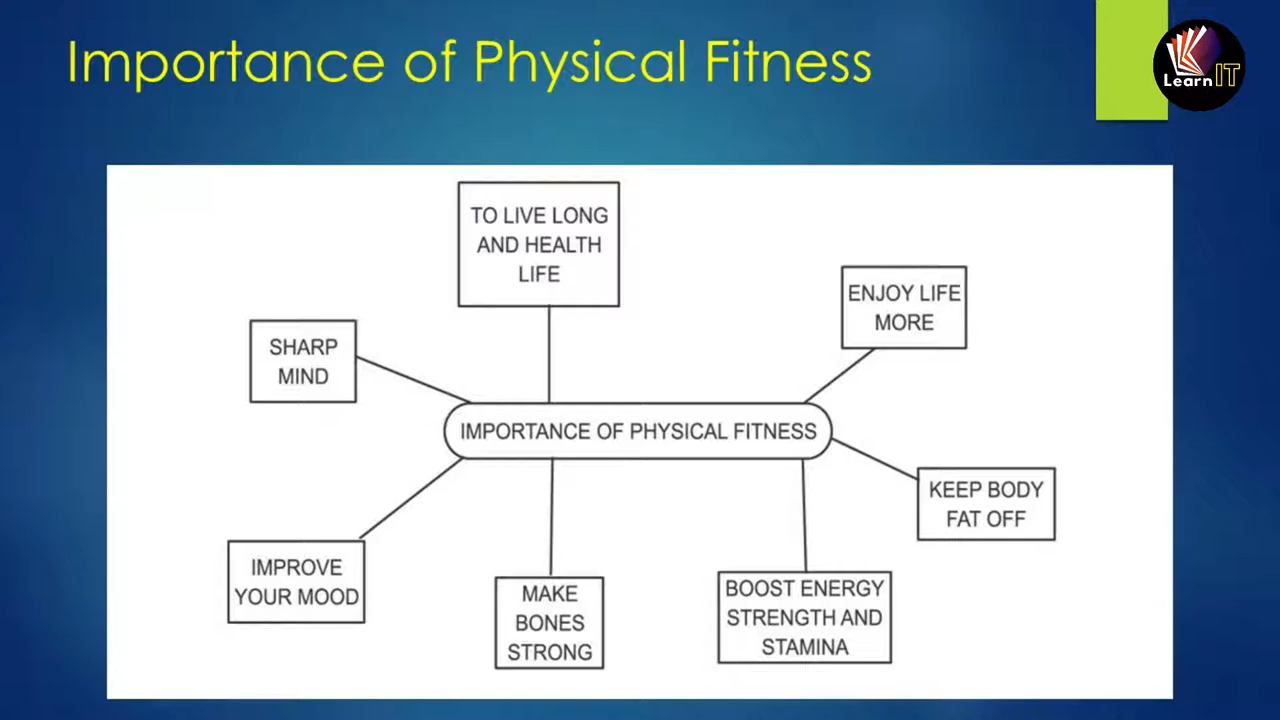 Importance of Physical Fitness
Learn IT
TO LIVE LONG
AND HEALTH
LIFE
ENJOY LIFE
MORE
SHARP
MIND
IMPORTANCE OF PHYSICAL FITNESS
KEEP BODY
FAT OFF
IMPROVE
YOUR MOOD
MAKE
BONES
STRONG
BOOST ENERGY
STRENGTH AND
STAMINA